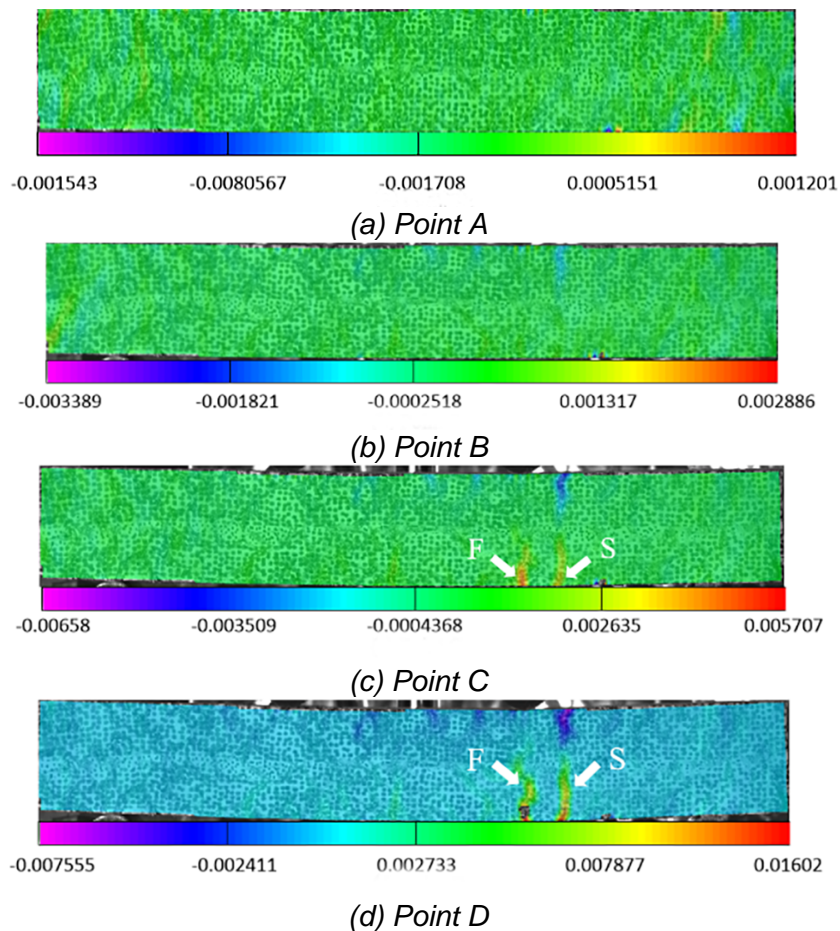 -0.001543 -0.0080567 -0.001708 0.0005151 0.001201
(a) Point A
-0.003389 -0.001821 -0.0002518 0.001317 0.002886
(b) Point B
F S
-0.00658 -0.003509 -0.0004368 0.002635 0.005707
(c) Point C
F S
-0.007555 -0.002411 0.002733 0.007877 0.01602
(d) Point D